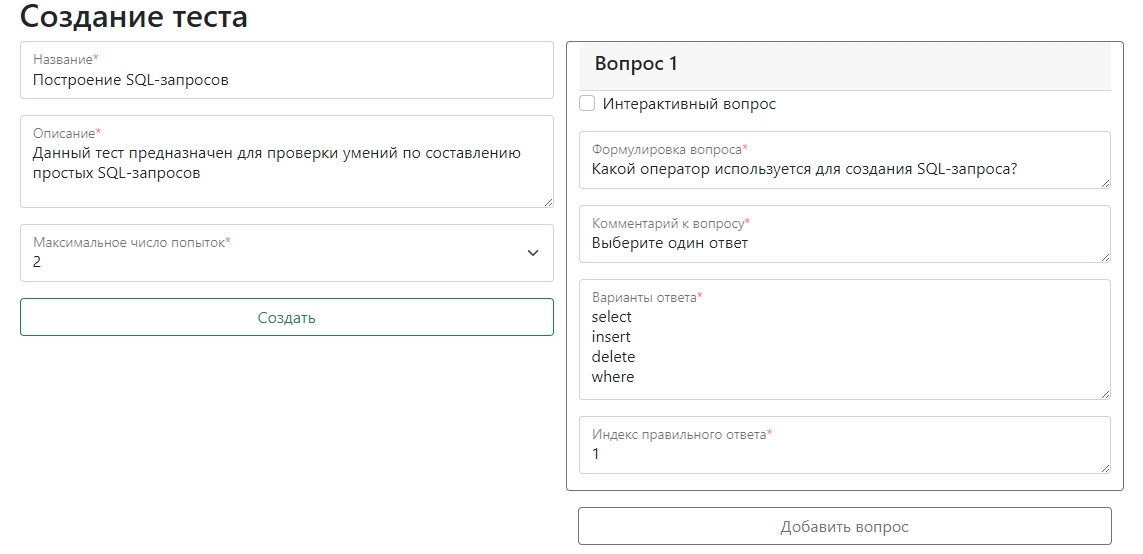 Создание теста
Название*
Построение SQL-запросов
Описание*
Данный тест предназначен для проверки умений по составлению
простых SQL-запросов
Максимальное число попыток*
2
Создать
Вопрос 1
Интерактивный вопрос
Формулировка вопроса*
Какой оператор используется для создания SQL-запроса?
Комментарий к вопросу*
Выберите один ответ
Варианты ответа*
select
insert
delete
where
Индекс правильного ответа*
1
Добавить вопрос